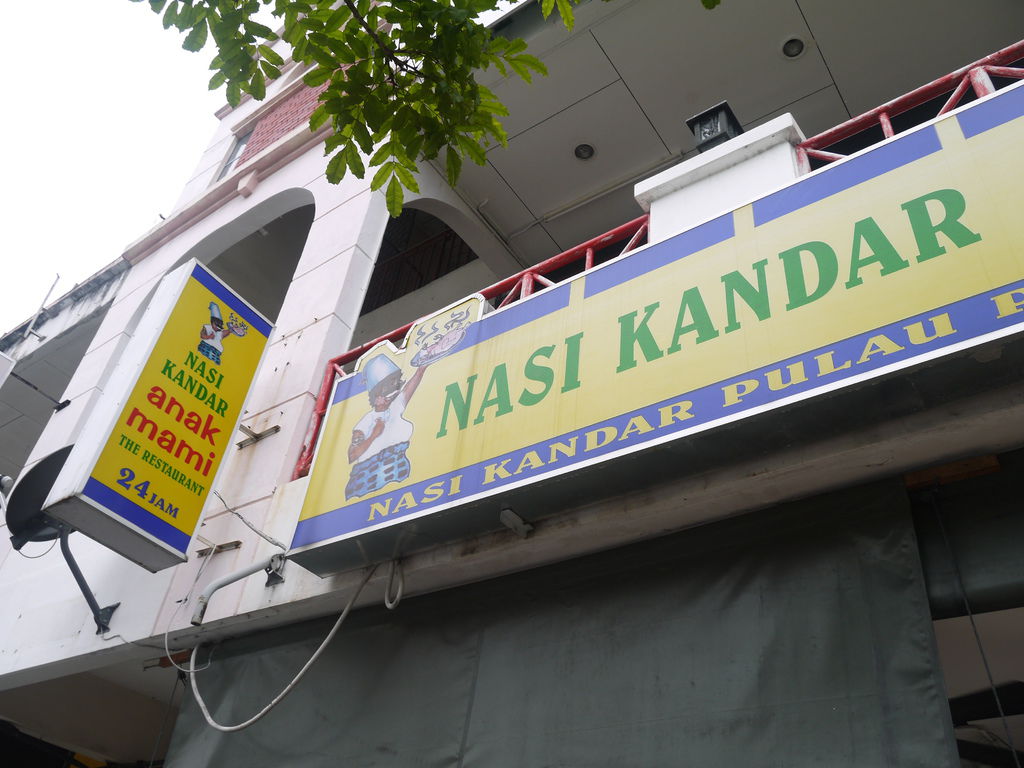 NASI
KANDAR
anak
mami
THE RESTAURANT
24 JAM
NASI KANDAR
NASI KANDAR PULAU